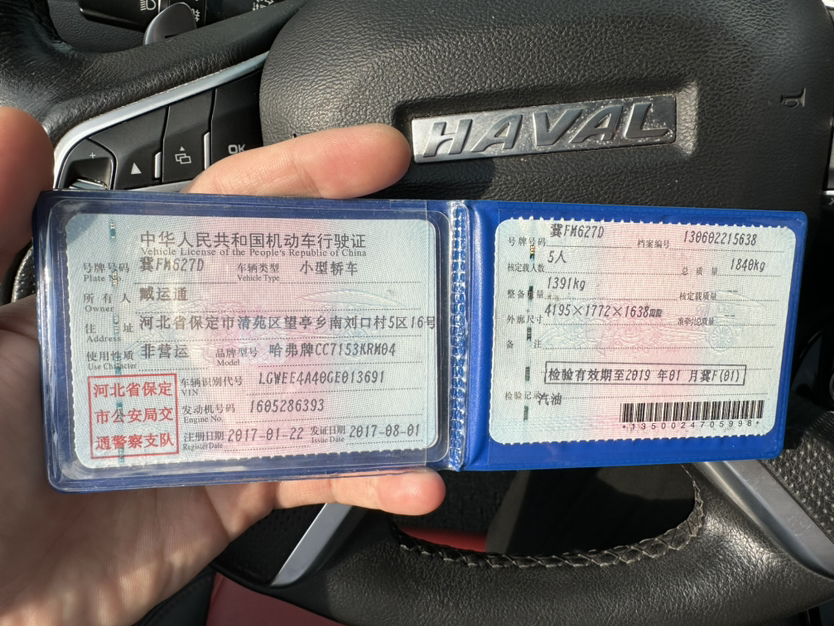 HAVAL
OK
中华人民共和国机动车行驶证
Vehicle License of the People's Republic of China
号牌号码 冀FM627D 车辆类型 小型轿车
Plate No. Vehicle Type
所有人 戴运通
Owner
住址 河北省保定市清苑区望亭乡南刘口村5区16号
Address
使用性质 非营运 品牌型号 哈弗牌CC7153KRM04
Use Character Model
河北省保定
市公安局交
通警察支队
车辆识别代号 LGWEE4A40GE013691
VIN
发动机号码 1605286393
Engine No.
注册日期 2017-01-22 发证日期 2017-08-01
Register Date Issue Date
号牌号码 冀FM627D 档案编号 130602215638
核定载人数 5人 总质量 1840kg
整备质量 1391kg 核定载质量 --
外廓尺寸 4195×1772×1638mm 准牵引总质量 --
备注
检验有效期至2019 年01 月冀F(01)
检验记录 汽油
*1350024705998*